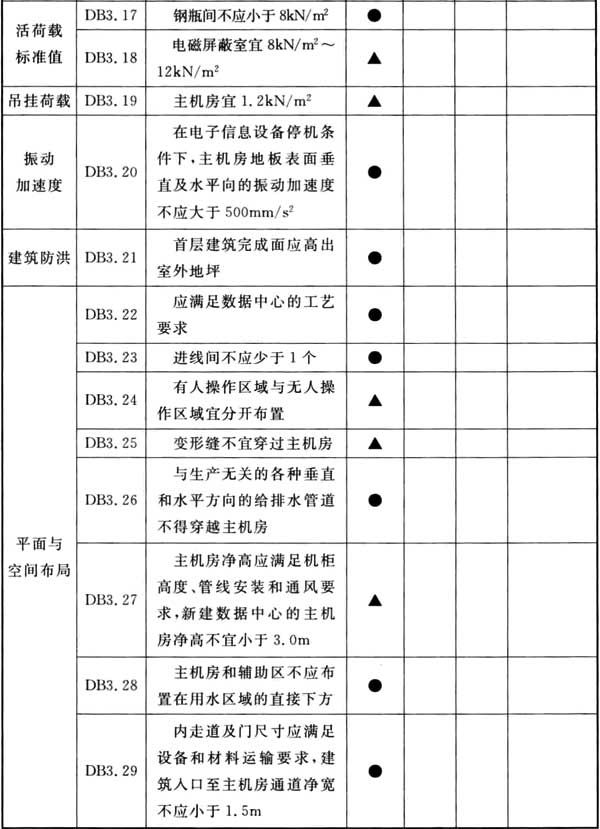 活荷载
标准值
DB3.17
钢瓶间不应小于8kN/m²
●
DB3.18
电磁屏蔽室宜8kN/m²～
12kN/m²
▲
吊挂荷载
DB3.19
主机房宜1.2kN/m²
▲
振动
加速度
DB3.20
在电子信息设备停机条
件下,主机房地板表面垂
直及水平向的振动加速度
不应大于500mm/s²
●
建筑防洪
DB3.21
首层建筑完成面应高出
室外地坪
●
平面与
空间布局
DB3.22
应满足数据中心的工艺
要求
●
DB3.23
进线间不应少于1个
●
DB3.24
有人操作区域与无人操
作区域宜分开布置
▲
DB3.25
变形缝不宜穿过主机房
▲
DB3.26
与生产无关的各种垂直
和水平方向的给排水管道
不得穿越主机房
●
DB3.27
主机房净高应满足机柜
高度、管线安装和通风要
求,新建数据中心的主机
房净高不宜小于3.0m
▲
DB3.28
主机房和辅助区不应布
置在用水区域的直接下方
●
DB3.29
内走道及门尺寸应满足
设备和材料运输要求,建
筑入口至主机房通道净宽
不应小于1.5m
●